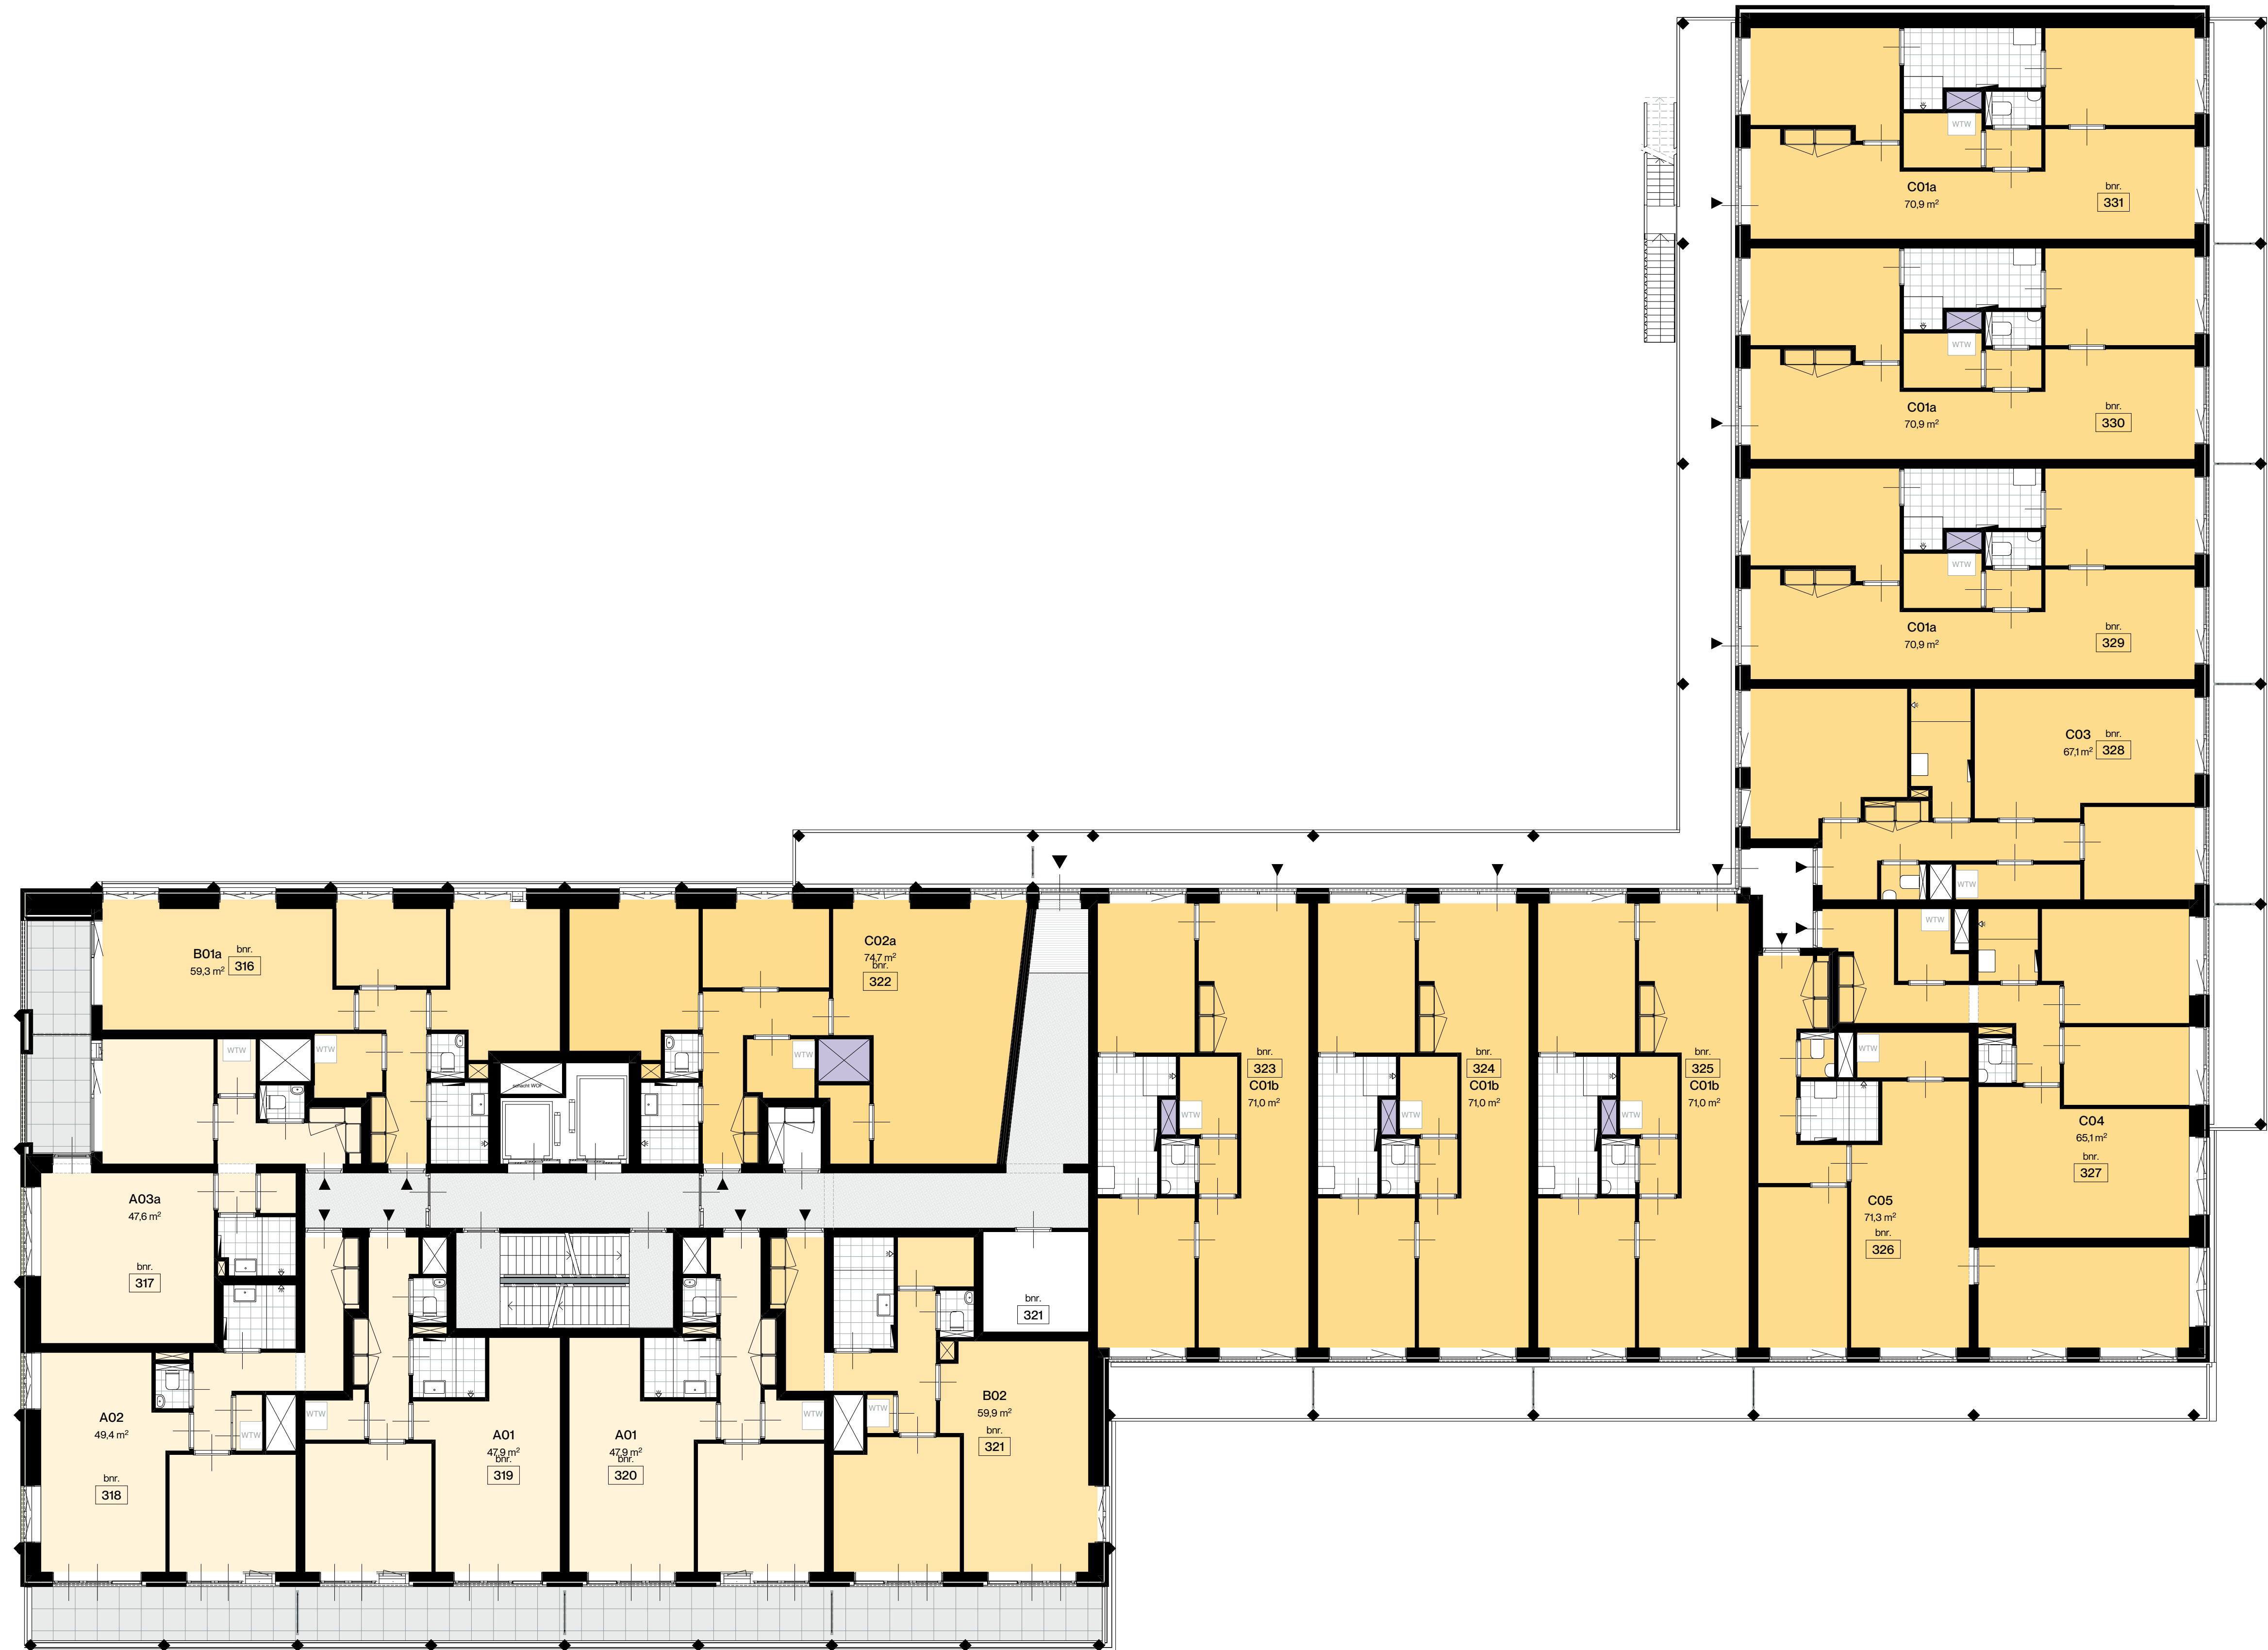 WTW
C01a
bnr.
70,9 m²
331
WTW
C01a
bnr.
70,9 m²
330
WTW
C01a
bnr.
70,9 m²
329
C03
bnr.
67,1 m²
328
WTW
B01a
bnr.
59,3 m²
316
C02a
74,7 m²
bnr.
322
WTW
WTW
WTW
WTW
schacht WOF
bnr.
323
C01b
71,0 m²
WTW
bnr.
324
C01b
71,0 m²
WTW
bnr.
325
C01b
71,0 m²
WTW
WTW
C04
65,1 m²
bnr.
327
C05
71,3 m²
bnr.
326
A03a
47,6 m²
bnr.
317
bnr.
321
A02
49,4 m²
bnr.
318
WTW
WTW
A01
47,9 m²
bnr.
319
A01
47,9 m²
bnr.
320
WTW
WTW
B02
59,9 m²
bnr.
321